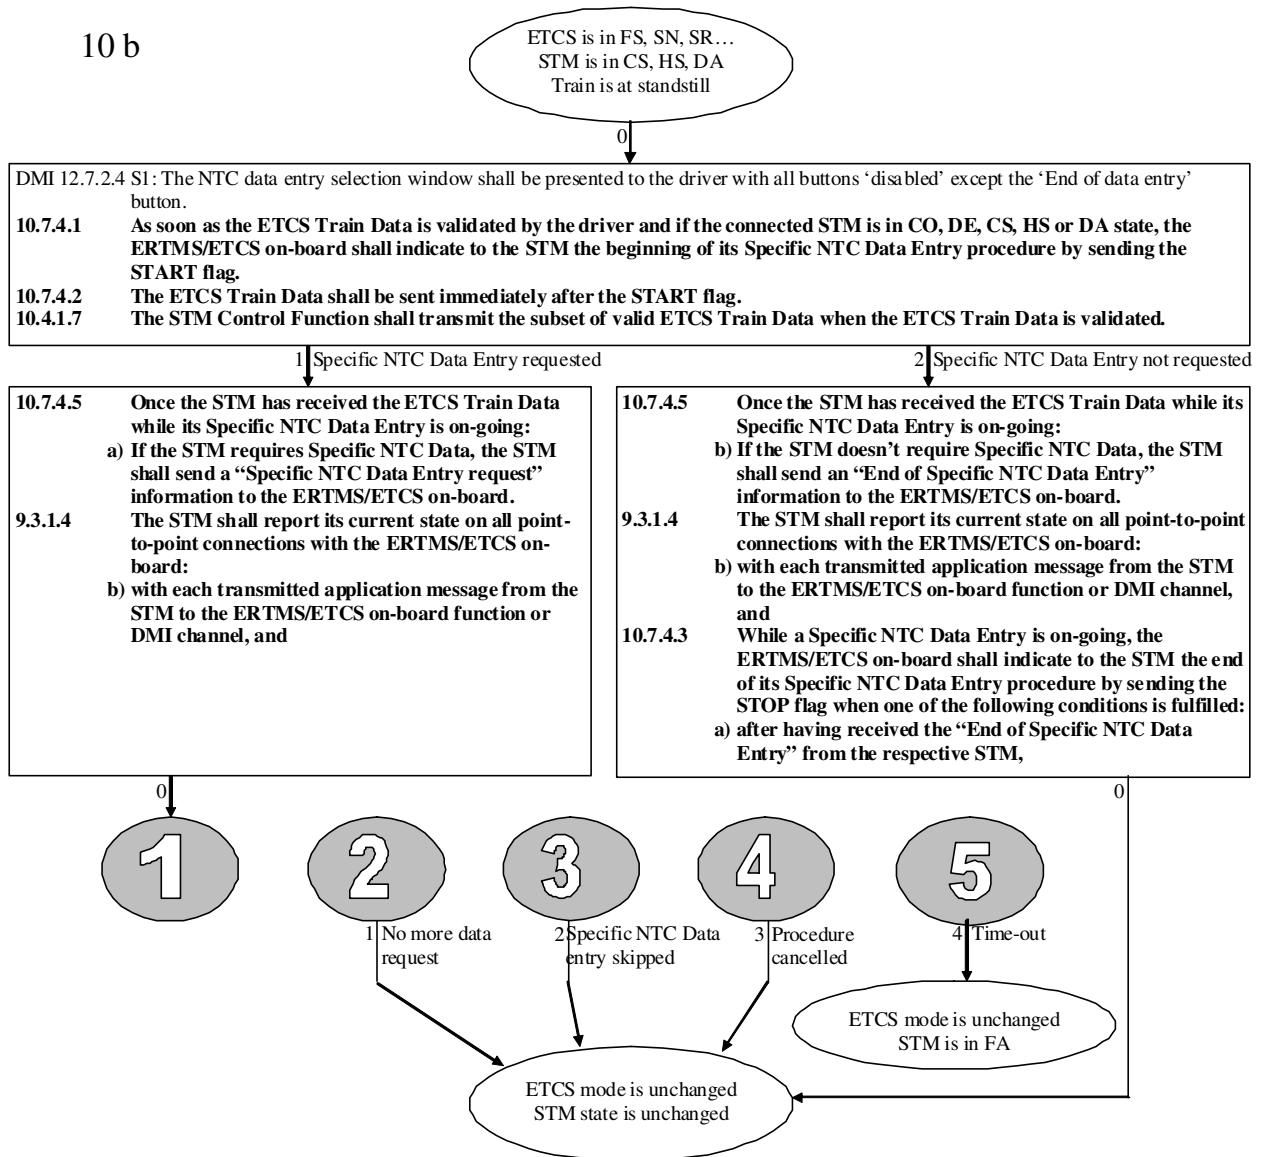 10 b
ETCS is in FS, SN, SR…
STM is in CS, HS, DA
Train is at standstill
0
DMI 12.7.2.4 S1: The NTC data entry selection window shall be presented to the driver with all buttons ‘disabled’ except the ‘End of data entry’
button.
10.7.4.1 As soon as the ETCS Train Data is validated by the driver and if the connected STM is in CO, DE, CS, HS or DA state, the
ERTMS/ETCS on-board shall indicate to the STM the beginning of its Specific NTC Data Entry procedure by sending the
START flag.
10.7.4.2 The ETCS Train Data shall be sent immediately after the START flag.
10.4.1.7 The STM Control Function shall transmit the subset of valid ETCS Train Data when the ETCS Train Data is validated.
1 Specific NTC Data Entry requested
10.7.4.5 Once the STM has received the ETCS Train Data
while its Specific NTC Data Entry is on-going:
a) If the STM requires Specific NTC Data, the STM
shall send a “Specific NTC Data Entry request”
information to the ERTMS/ETCS on-board.
9.3.1.4 The STM shall report its current state on all point-
to-point connections with the ERTMS/ETCS on-
board:
b) with each transmitted application message from the
STM to the ERTMS/ETCS on-board function or
DMI channel, and
2 Specific NTC Data Entry not requested
10.7.4.5 Once the STM has received the ETCS Train Data while its
Specific NTC Data Entry is on-going:
b) If the STM doesn’t require Specific NTC Data, the STM
shall send an “End of Specific NTC Data Entry”
information to the ERTMS/ETCS on-board.
9.3.1.4 The STM shall report its current state on all point-to-point
connections with the ERTMS/ETCS on-board:
b) with each transmitted application message from the STM
to the ERTMS/ETCS on-board function or DMI channel,
and
10.7.4.3 While a Specific NTC Data Entry is on-going, the
ERTMS/ETCS on-board shall indicate to the STM the end
of its Specific NTC Data Entry procedure by sending the
STOP flag when one of the following conditions is fulfilled:
a) after having received the “End of Specific NTC Data
Entry” from the respective STM,
0
0
1
2
3
4
5
1 No more data
request
2 Specific NTC Data
entry skipped
3 Procedure
cancelled
4 Time-out
ETCS mode is unchanged
STM is in FA
ETCS mode is unchanged
STM state is unchanged